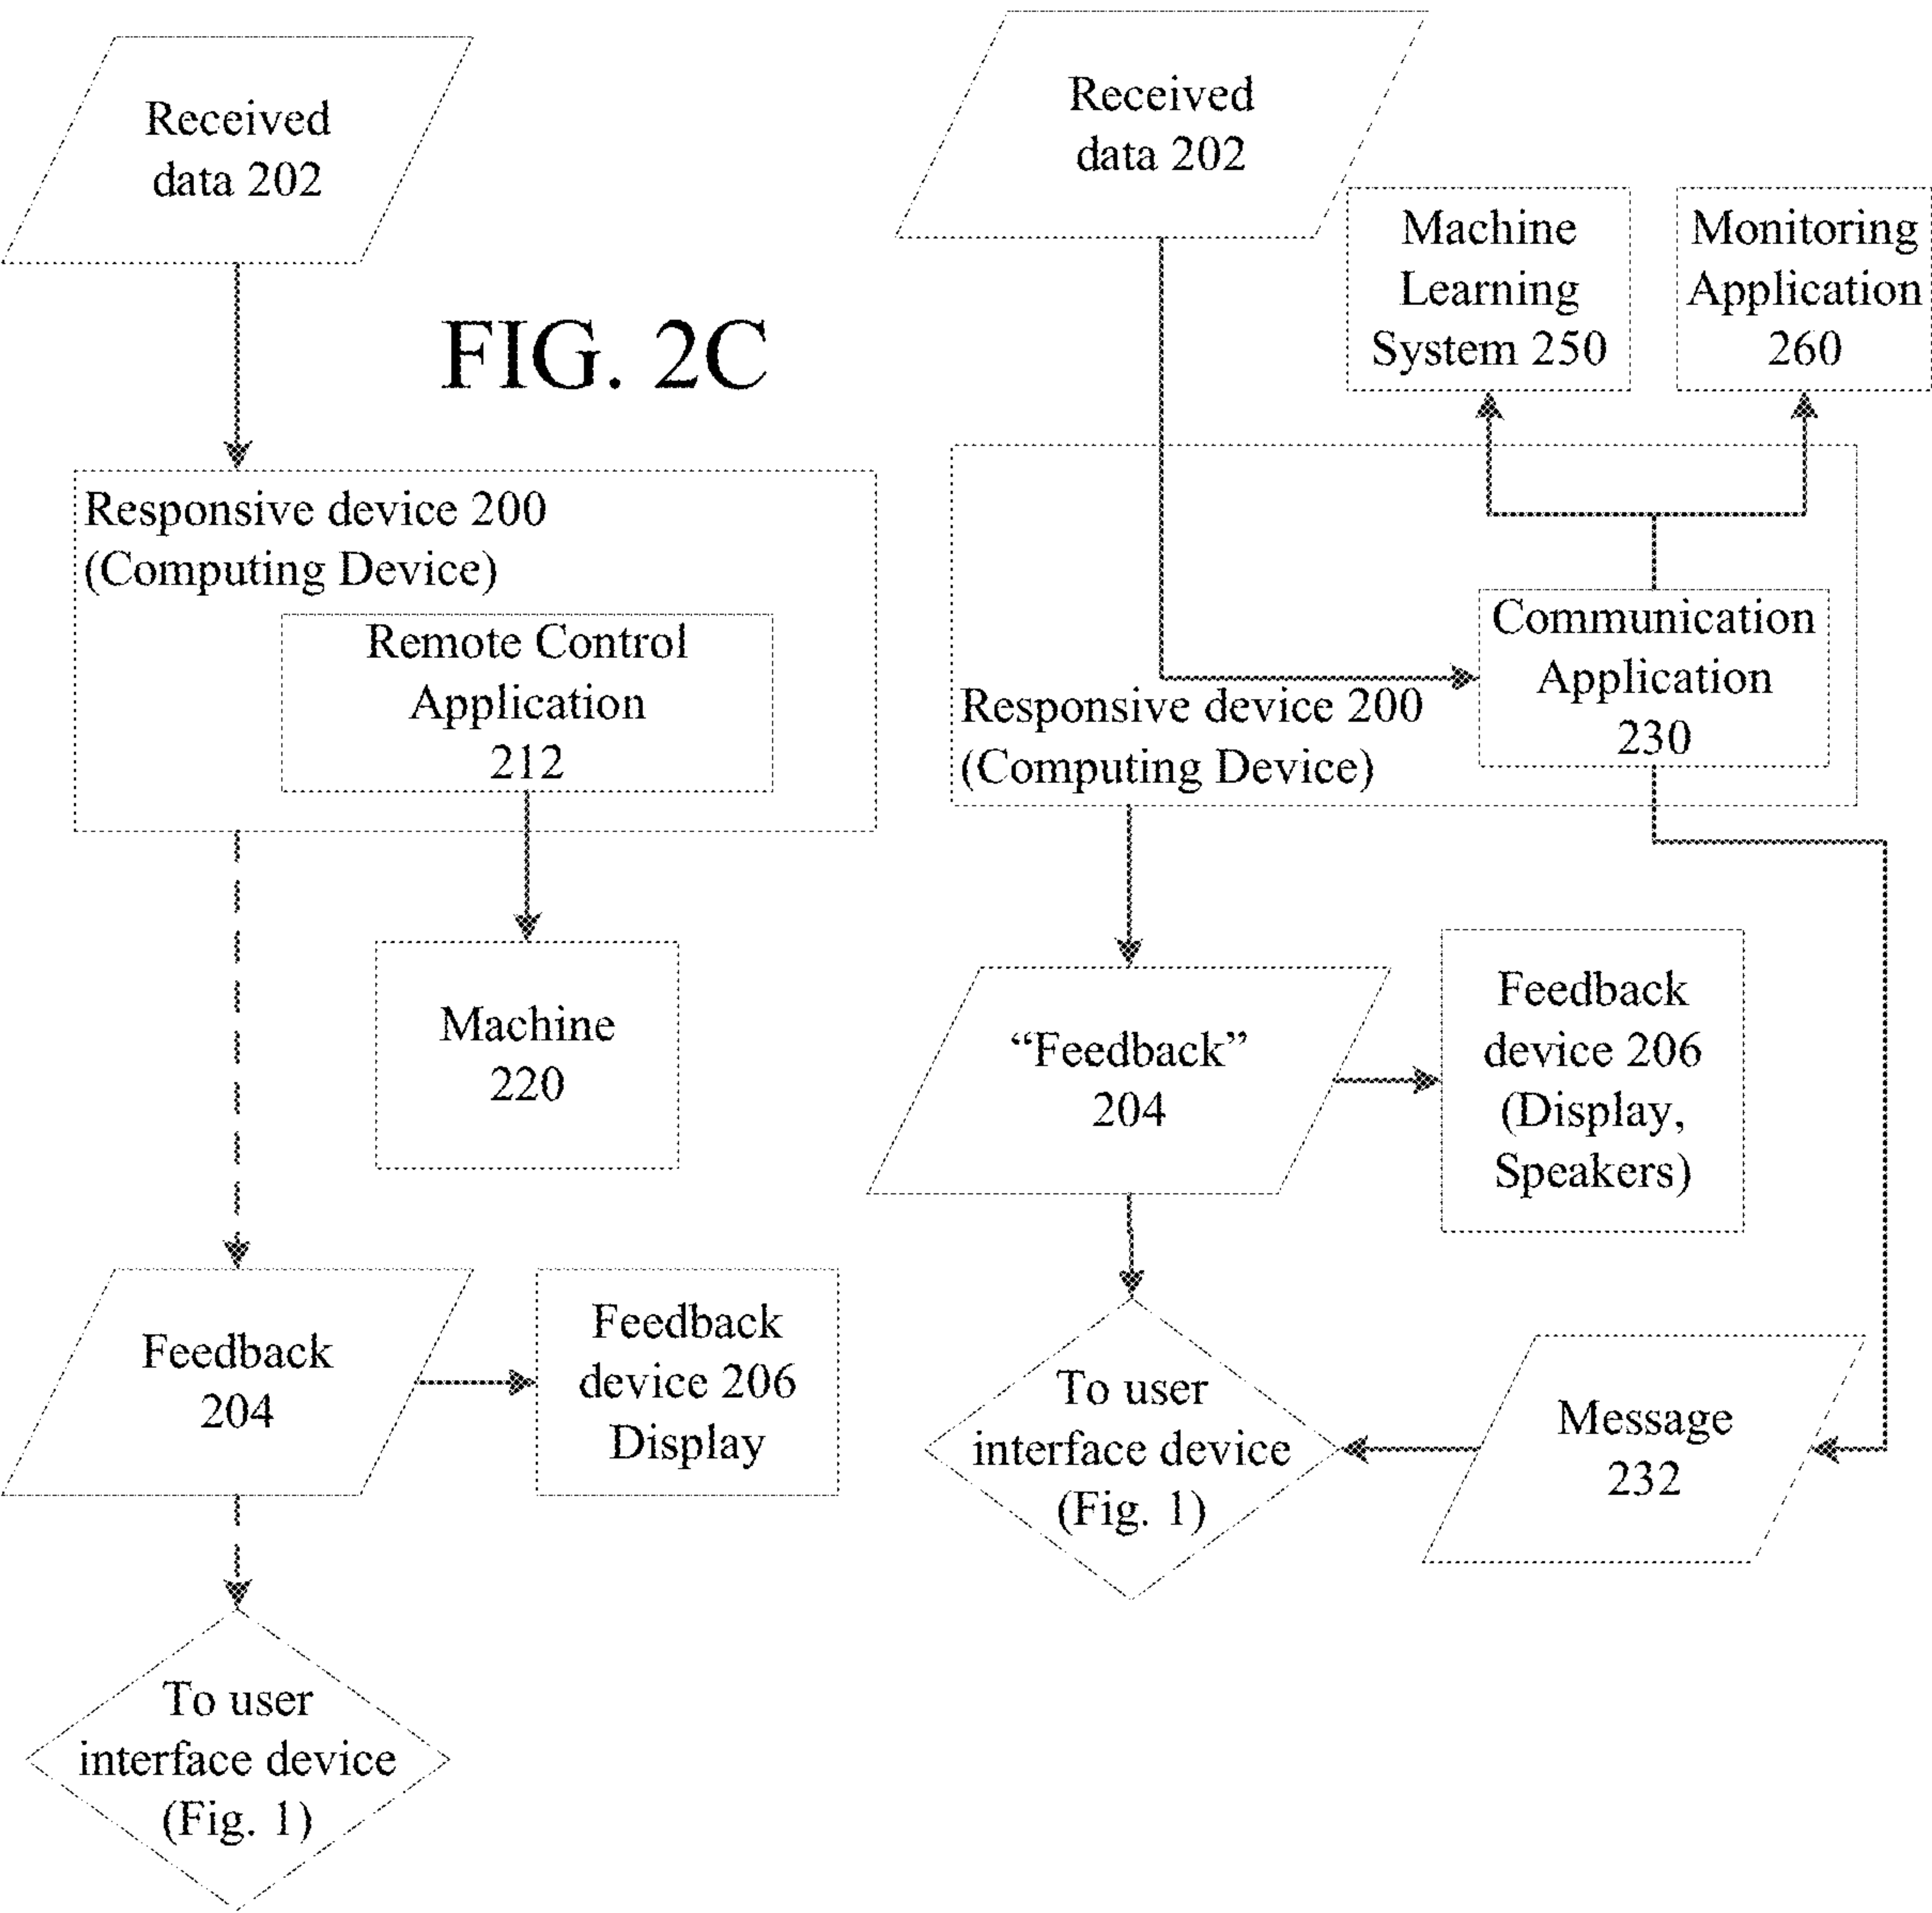 Received
data 202
FIG. 2C
Responsive device 200
(Computing Device)
Remote Control
Application
212
Machine
220
Feedback
204
Feedback
device 206
Display
To user
interface device
(Fig. 1)
Received
data 202
Machine
Learning
System 250
Monitoring
Application
260
Communication
Application
230
Responsive device 200
(Computing Device)
“Feedback”
204
Feedback
device 206
(Display,
Speakers)
To user
interface device
(Fig. 1)
Message
232